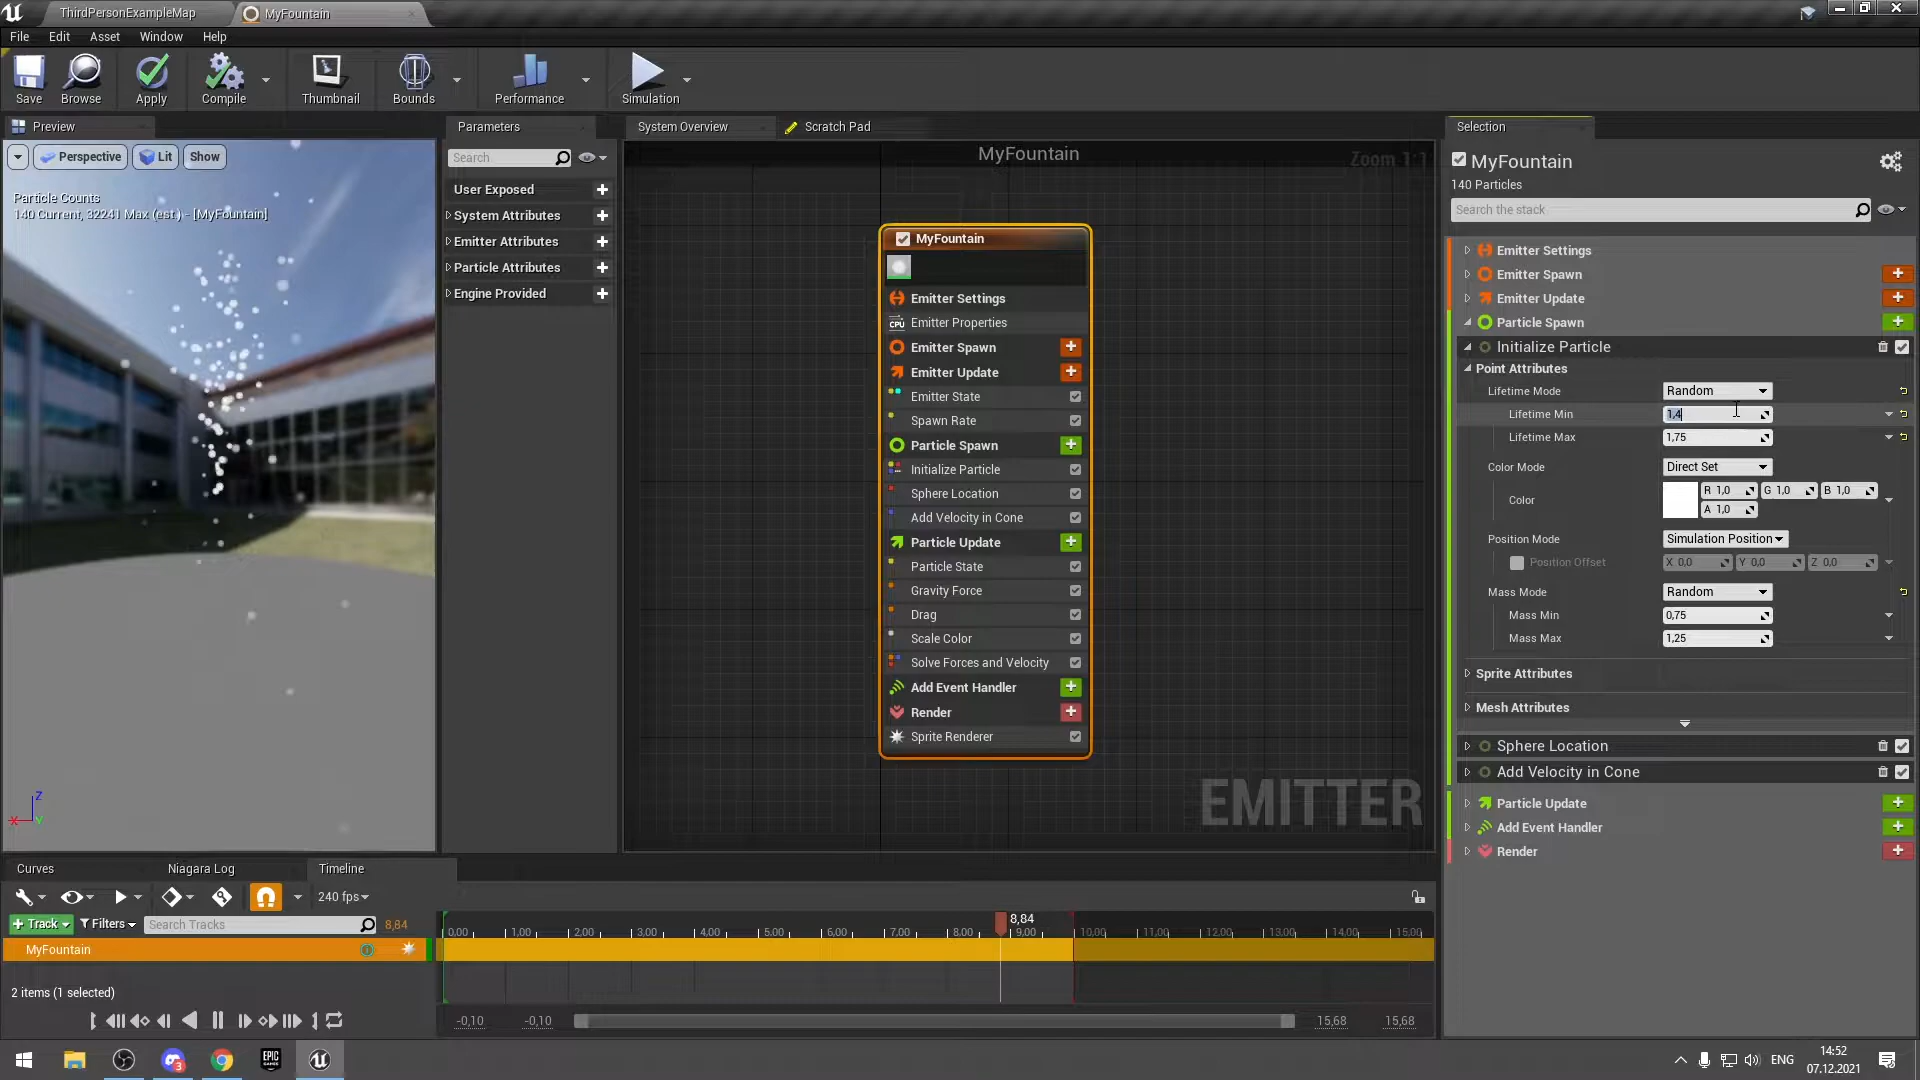 ThirdPersonExampleMap
MyFountain
File Edit Asset Window Help
Save
Browse
Apply
Compile
Thumbnail
Bounds
Performance
Simulation
Preview
Perspective
Lit
Show
Particle Counts
140 Current, 32241 Max (est.) - [MyFountain]
Parameters
Search
User Exposed
System Attributes
Emitter Attributes
Particle Attributes
Engine Provided
System Overview
Scratch Pad
MyFountain
Zoom 1:1
MyFountain
Emitter Settings
CPU Emitter Properties
Emitter Spawn
Emitter Update
Emitter State
Spawn Rate
Particle Spawn
Initialize Particle
Sphere Location
Add Velocity in Cone
Particle Update
Particle State
Gravity Force
Drag
Scale Color
Solve Forces and Velocity
Add Event Handler
Render
Sprite Renderer
EMITTER
Selection
MyFountain
140 Particles
Search the stack
Emitter Settings
Emitter Spawn
Emitter Update
Particle Spawn
Initialize Particle
Point Attributes
Lifetime Mode Random
Lifetime Min 1,4
Lifetime Max 1,75
Color Mode Direct Set
Color R 1,0 G 1,0 B 1,0
A 1,0
Position Mode Simulation Position
Position Offset X 0,0 Y 0,0 Z 0,0
Mass Mode Random
Mass Min 0,75
Mass Max 1,25
Sprite Attributes
Mesh Attributes
Sphere Location
Add Velocity in Cone
Particle Update
Add Event Handler
Render
Curves
Niagara Log
Timeline
240 fps
Track Filters Search Tracks 8,84
8,84
0,00 1,00 2,00 3,00 4,00 5,00 6,00 7,00 8,00 9,00 10,00 11,00 12,00 13,00 14,00 15,00
MyFountain
2 items (1 selected)
-0,10 -0,10 15,68 15,68
X
Z
Y
3
EPIC GAMES
ENG
14:52
07.12.2021